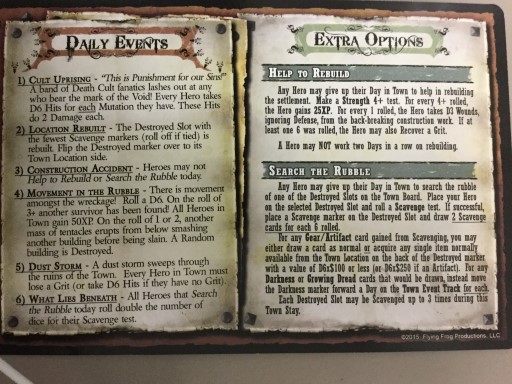 DAILY EVENTS
1) CULT UPRISING - "This is Punishment for our Sins!"
A band of Death Cult fanatics lashes out at any
who bear the mark of the Void! Every Hero takes
D6 Hits for each Mutation they have. These Hits
do 2 Damage each.
2) LOCATION REBUILT - The Destroyed Slot with
the fewest Scavenge markers (roll off if tied) is
rebuilt. Flip the Destroyed marker over to its
Town Location side.
3) CONSTRUCTION ACCIDENT - Heroes may not
Help to Rebuild or Search the Rubble today.
4) MOVEMENT IN THE RUBBLE - There is movement
amongst the wreckage! Roll a D6. On the roll of
3+ another survivor has been found! All Heroes in
Town gain 50XP. On the roll of 1 or 2, another
mass of tentacles erupts from below smashing
another building before being slain. A Random
building is Destroyed.
5) DUST STORM - A dust storm sweeps through
the ruins of the Town. Every Hero in Town must
lose a Grit (or take D6 Hits if they have no Grit).
6) WHAT LIES BENEATH - All Heroes that Search
the Rubble today roll double the number of
dice for their Scavenge test.
EXTRA OPTIONS
HELP TO REBUILD
Any Hero may give up their Day in Town to help in rebuilding
the settlement. Make a Strength 4+ test. For every 4+ rolled,
the Hero gains 25XP. For every 1 rolled, the Hero takes D3 Wounds,
ignoring Defense, from the back-breaking construction work. If at
least one 6 was rolled, the Hero may also Recover a Grit.
A Hero may NOT work two Days in a row on rebuilding.
SEARCH THE RUBBLE
Any Hero may give up their Day in Town to search the rubble
of one of the Destroyed Slots on the Town Board. Place your Hero
on the selected Destroyed Slot and roll a Scavenge test. If successful,
place a Scavenge marker on the Destroyed Slot and draw 2 Scavenge
cards for each 6 rolled.
For any Gear/Artifact card gained from Scavenging, you may
either draw a card as normal or acquire any single item normally
available from the Town Location on the back of the Destroyed marker
with a value of D6x$100 or less (or D6x$250 if an Artifact). For any
Darkness or Growing Dread cards that would be drawn, instead move
the Darkness marker forward a Day on the Town Event Track for each.
Each Destroyed Slot may be Scavenged up to 3 times during this
Town Stay.
©2015, Flying Frog Productions, LLC